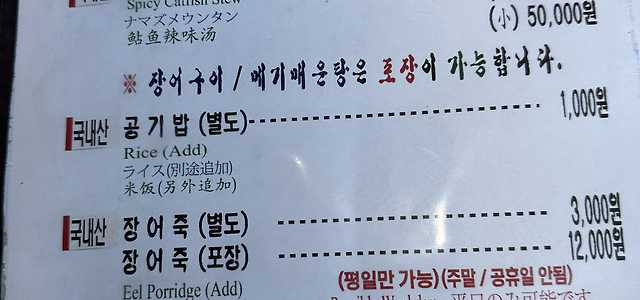 Spicy Catfish Stew
ナマズメウンタン
鲇鱼辣味汤
(小) 50,000원
※ 장어구이 / 메기매운탕은 포장이 가능합니다.
국내산 공기밥 (별도) 1,000원
Rice (Add)
ライス(別途追加)
米饭(另外追加)
국내산 장어죽 (별도) 3,000원
장어죽 (포장) 12,000원
(평일만 가능) (주말 / 공휴일 안됨)
Eel Porridge (Add)